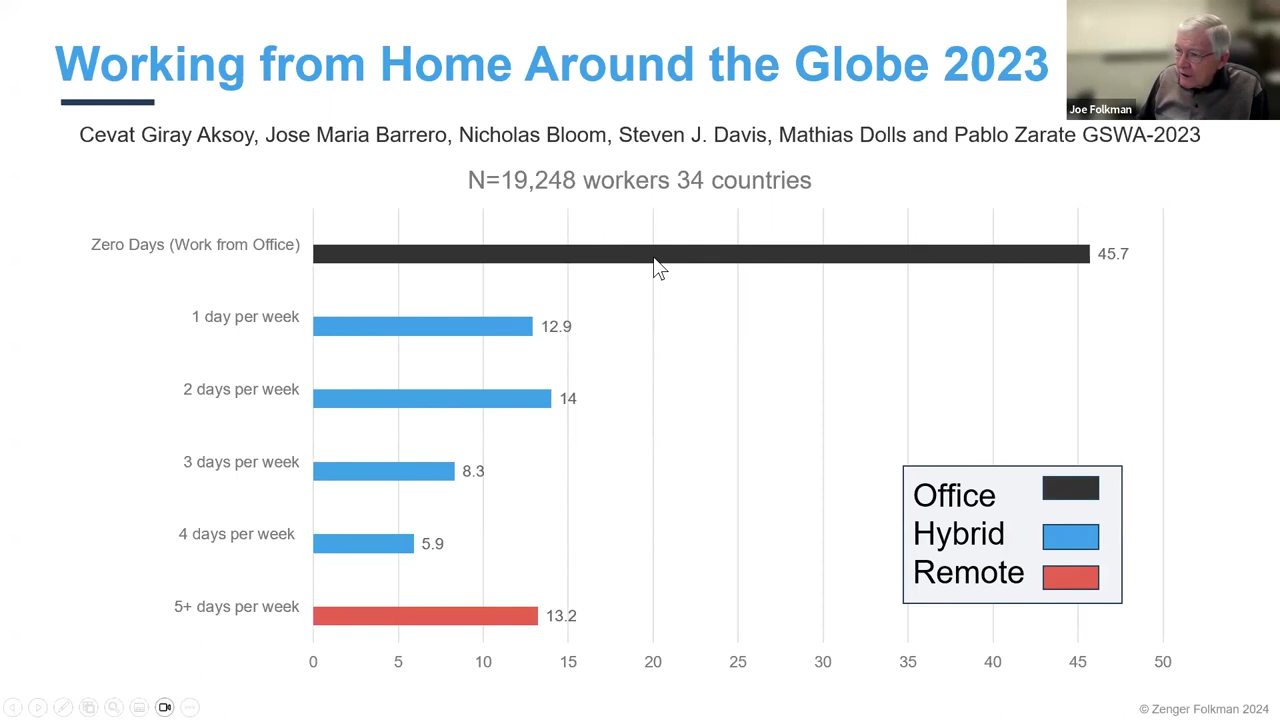 Working from Home Around the Globe 2023
Joe Folkman
Cevat Giray Aksoy, Jose Maria Barrero, Nicholas Bloom, Steven J. Davis, Mathias Dolls and Pablo Zarate GSWA-2023
N=19,248 workers 34 countries
Zero Days (Work from Office)
45.7
1 day per week
12.9
2 days per week
14
3 days per week
8.3
4 days per week
5.9
5+ days per week
13.2
Office
Hybrid
Remote
0 5 10 15 20 25 30 35 40 45 50
© Zenger Folkman 2024